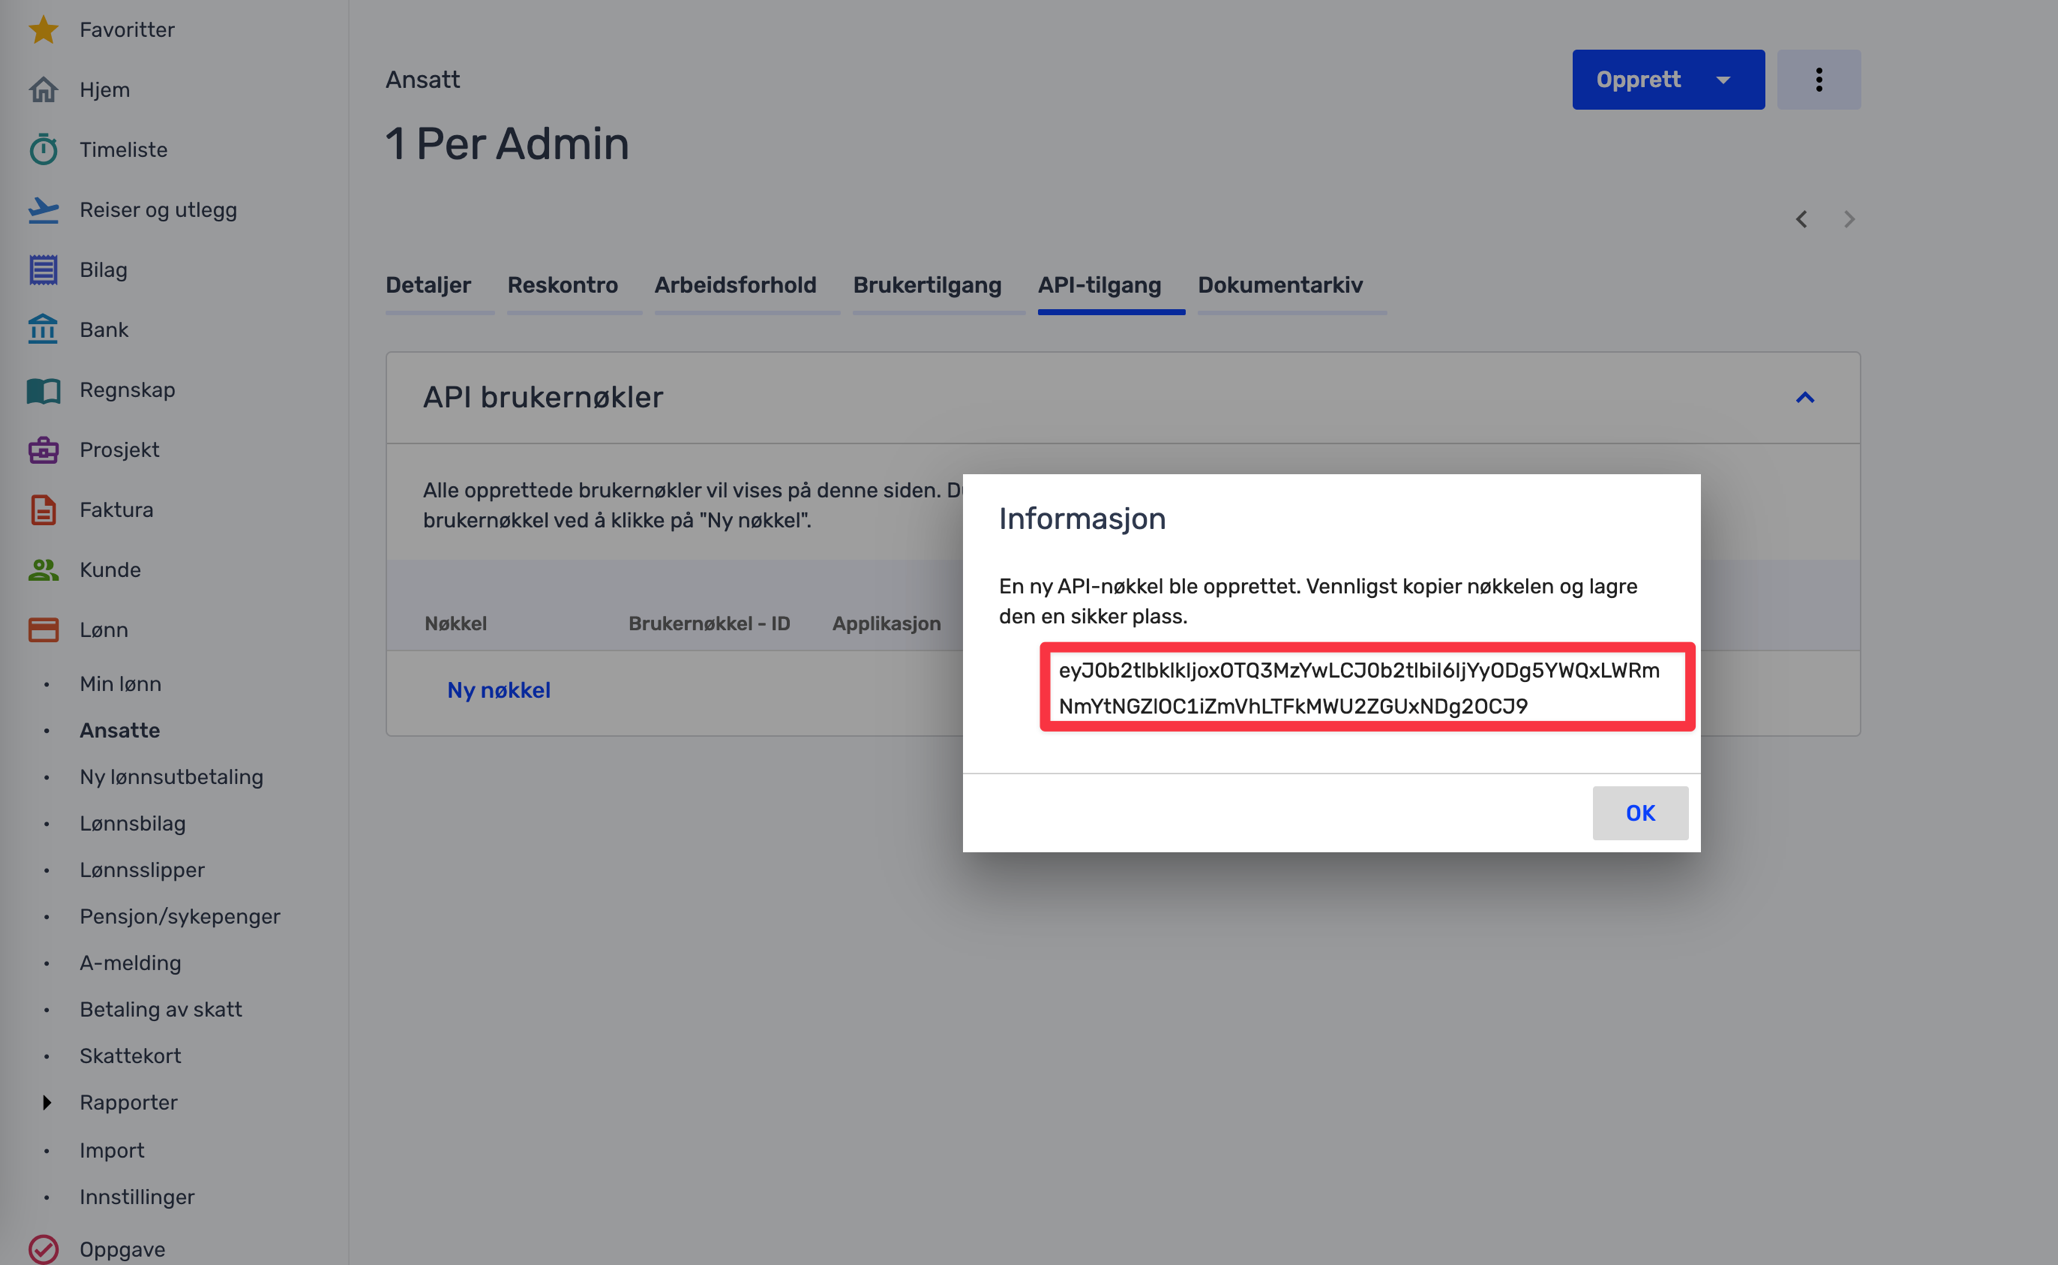 Favoritter
Hjem
Timeliste
Reiser og utlegg
Bilag
Bank
Regnskap
Prosjekt
Faktura
Kunde
Lønn
Min lønn
Ansatte
Ny lønnsutbetaling
Lønnsbilag
Lønnsslipper
Pensjon/sykepenger
A-melding
Betaling av skatt
Skattekort
Rapporter
Import
Innstillinger
Oppgave
Ansatt
Opprett
1 Per Admin
Detaljer Reskontro Arbeidsforhold Brukertilgang API-tilgang Dokumentarkiv
API brukernøkler
Alle opprettede brukernøkler vil vises på denne siden.
brukernøkkel ved å klikke på "Ny nøkkel".
Nøkkel Brukernøkkel - ID Applikasjon
Ny nøkkel
Informasjon
En ny API-nøkkel ble opprettet. Vennligst kopier nøkkelen og lagre
den en sikker plass.
eyJ0b2tlbklkIjoxOTQ3MzYwLCJ0b2tlbiI6IjYyODg5YWQxLWRm
NmYtNGZlOC1iZmVhLTFkMWU2ZGUxNDg2OCJ9
OK